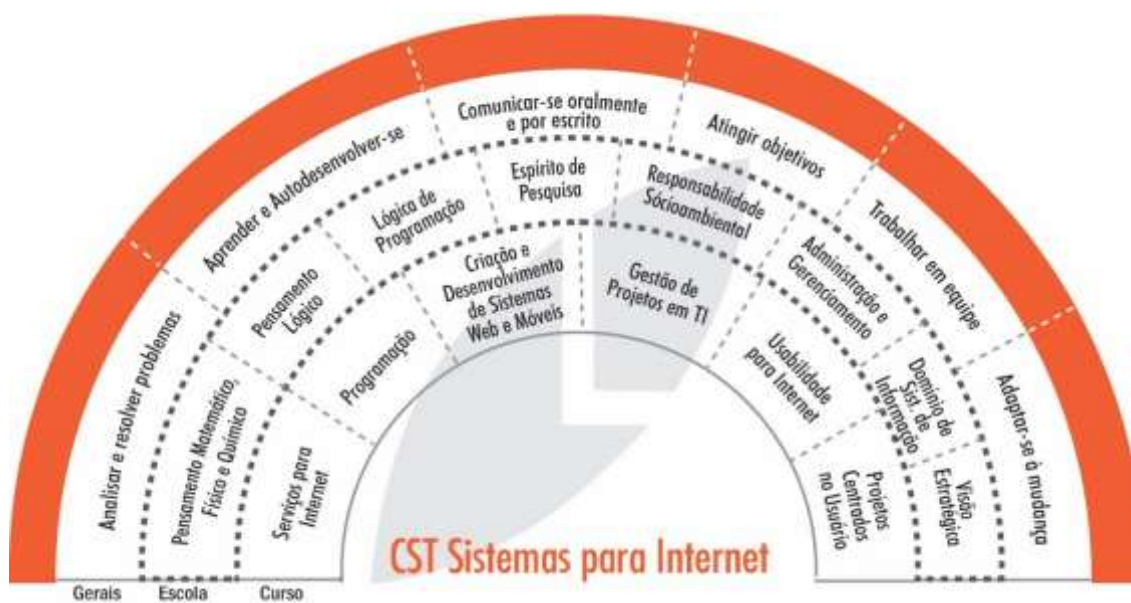 Analisar e resolver problemas
Aprender e Autodesenvolver-se
Comunicar-se oralmente
e por escrito
Atingir objetivos
Trabalhar em equipe
Adaptar-se à mudança
Pensamento Matemático,
Físico e Químico
Pensamento
Lógico
Lógica de
Programação
Espírito de
Pesquisa
Responsabilidade
Sócioambiental
Administração e
Gerenciamento
Domínio de
Sist. de
Informação
Visão
Estratégica
Serviços para
Internet
Programação
Criação e
Desenvolvimento
de Sistemas
Web e Móveis
Gestão de
Projetos em TI
Usabilidade
para Internet
Projetos
Centrados
no Usuário
CST Sistemas para Internet
Gerais
Escola
Curso